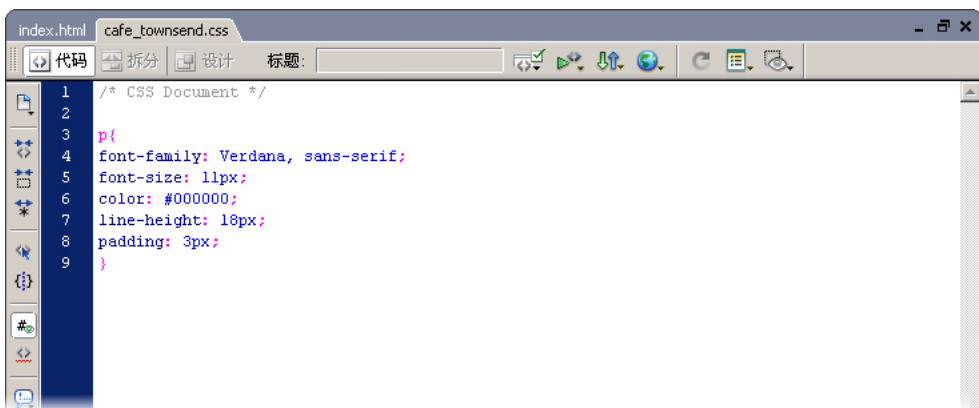 index.html cafe_townsend.css
代码 拆分 设计 标题:
1 /* CSS Document */
2
3 p{
4 font-family: Verdana, sans-serif;
5 font-size: 11px;
6 color: #000000;
7 line-height: 18px;
8 padding: 3px;
9 }